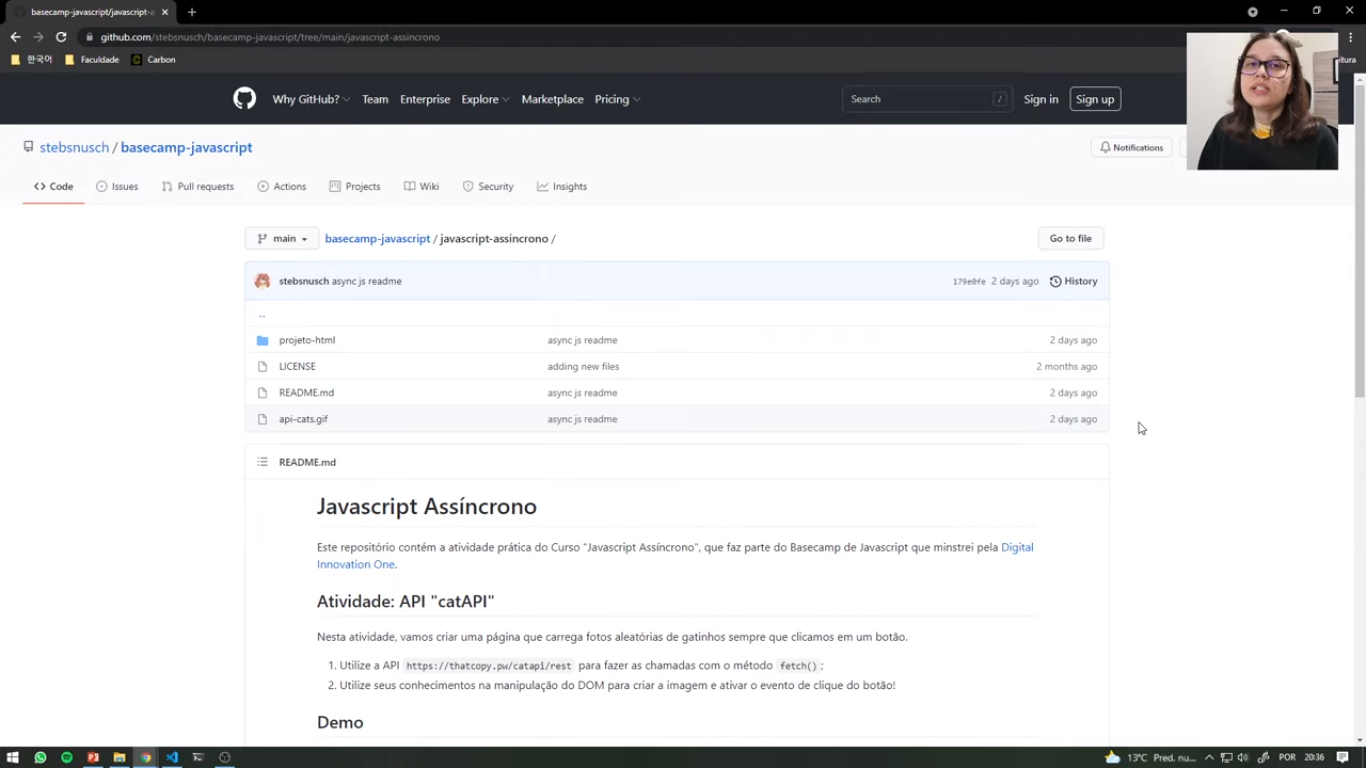 basecamp-javascript/javascript-a
github.com/stebsnusch/basecamp-javascript/tree/main/javascript-assincrono
한국어 Faculdade Carbon
Why GitHub? Team Enterprise Explore Marketplace Pricing Search / Sign in Sign up
stebsnusch / basecamp-javascript Notifications
Code Issues Pull requests Actions Projects Wiki Security Insights
main basecamp-javascript / javascript-assincrono / Go to file
stebsnusch async js readme 179e0fe 2 days ago History
..
projeto-html async js readme 2 days ago
LICENSE adding new files 2 months ago
README.md async js readme 2 days ago
api-cats.gif async js readme 2 days ago
README.md
Javascript Assíncrono
Este repositório contém a atividade prática do Curso "Javascript Assíncrono", que faz parte do Basecamp de Javascript que minstrei pela Digital
Innovation One.
Atividade: API "catAPI"
Nesta atividade, vamos criar uma página que carrega fotos aleatórias de gatinhos sempre que clicamos em um botão.
1. Utilize a API https://thatcopy.pw/catapi/rest para fazer as chamadas com o método fetch();
2. Utilize seus conhecimentos na manipulação do DOM para criar a imagem e ativar o evento de clique do botão!
Demo
13°C Pred. nu... POR 20:36